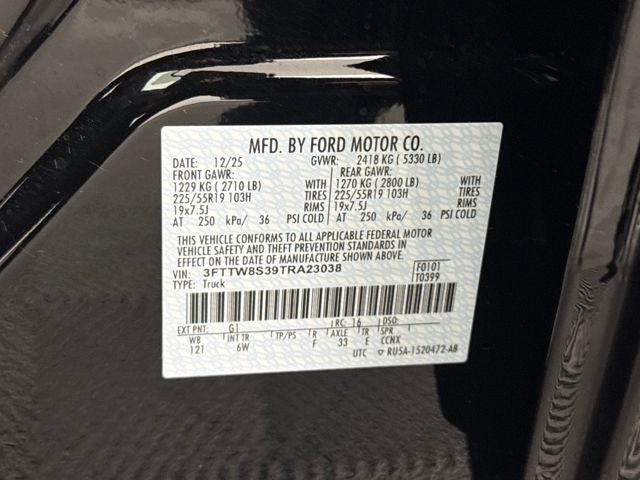 MFD. BY FORD MOTOR CO.
DATE: 12/25 GVWR: 2418 KG ( 5330 LB)
FRONT GAWR: REAR GAWR:
1229 KG ( 2710 LB) WITH 1270 KG ( 2800 LB) WITH
225/55R19 103H TIRES 225/55R19 103H TIRES
19x7.5J RIMS 19x7.5J RIMS
AT 250 kPa/ 36 PSI COLD AT 250 kPa/ 36 PSI COLD
THIS VEHICLE CONFORMS TO ALL APPLICABLE FEDERAL MOTOR
VEHICLE SAFETY AND THEFT PREVENTION STANDARDS IN
EFFECT ON THE DATE OF MANUFACTURE SHOWN ABOVE.
VIN: 3FTTW8S39TRA23038 F0101
TYPE: Truck T0399
EXT PNT: G1 RC: 16 DSO:
WB INT TR TP/PS R AXLE TR SPR
121 6W F 33 E CCNX
UTC ▽ RU5A-1520472-AB